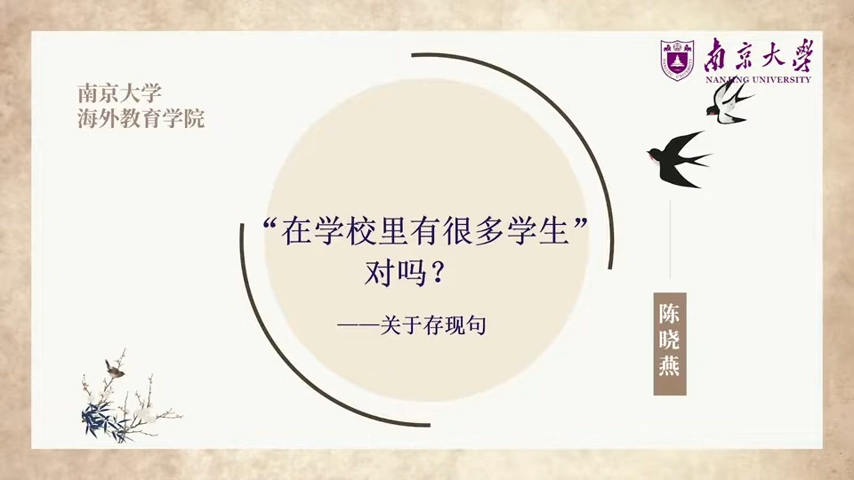 南京大学
海外教育学院
南京大学
NANJING UNIVERSITY
“在学校里有很多学生”
对吗？
——关于存现句
陈晓燕